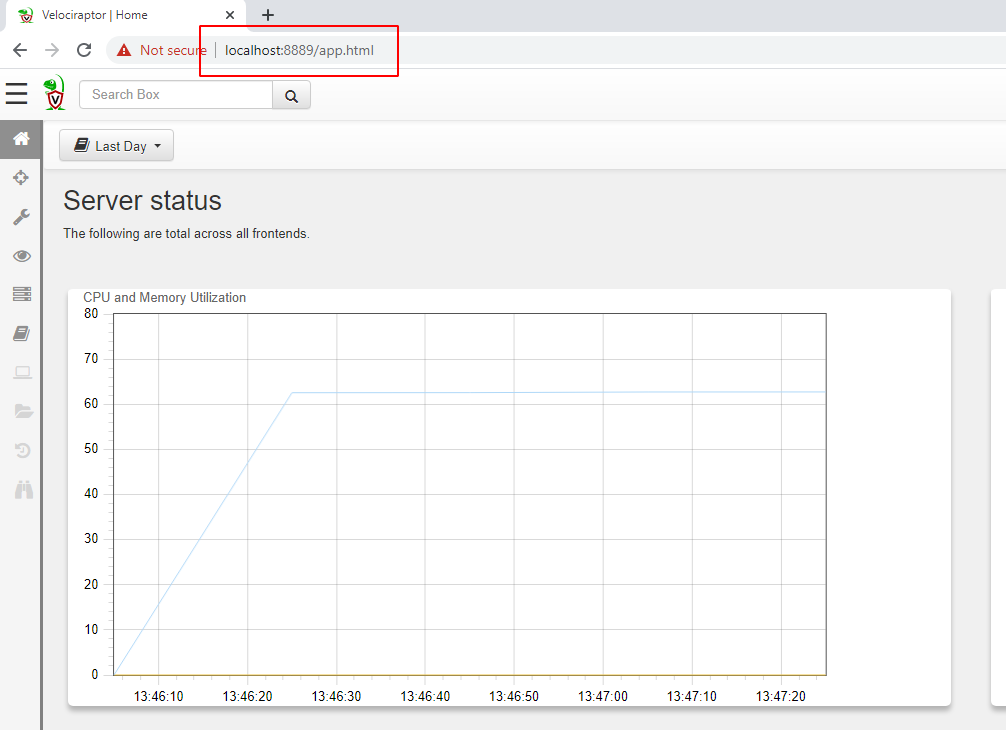 Velociraptor | Home
Not secure | localhost:8889/app.html
V
Search Box
Last Day
Server status
The following are total across all frontends.
CPU and Memory Utilization
80
70
60
50
40
30
20
10
0
13:46:10 13:46:20 13:46:30 13:46:40 13:46:50 13:47:00 13:47:10 13:47:20